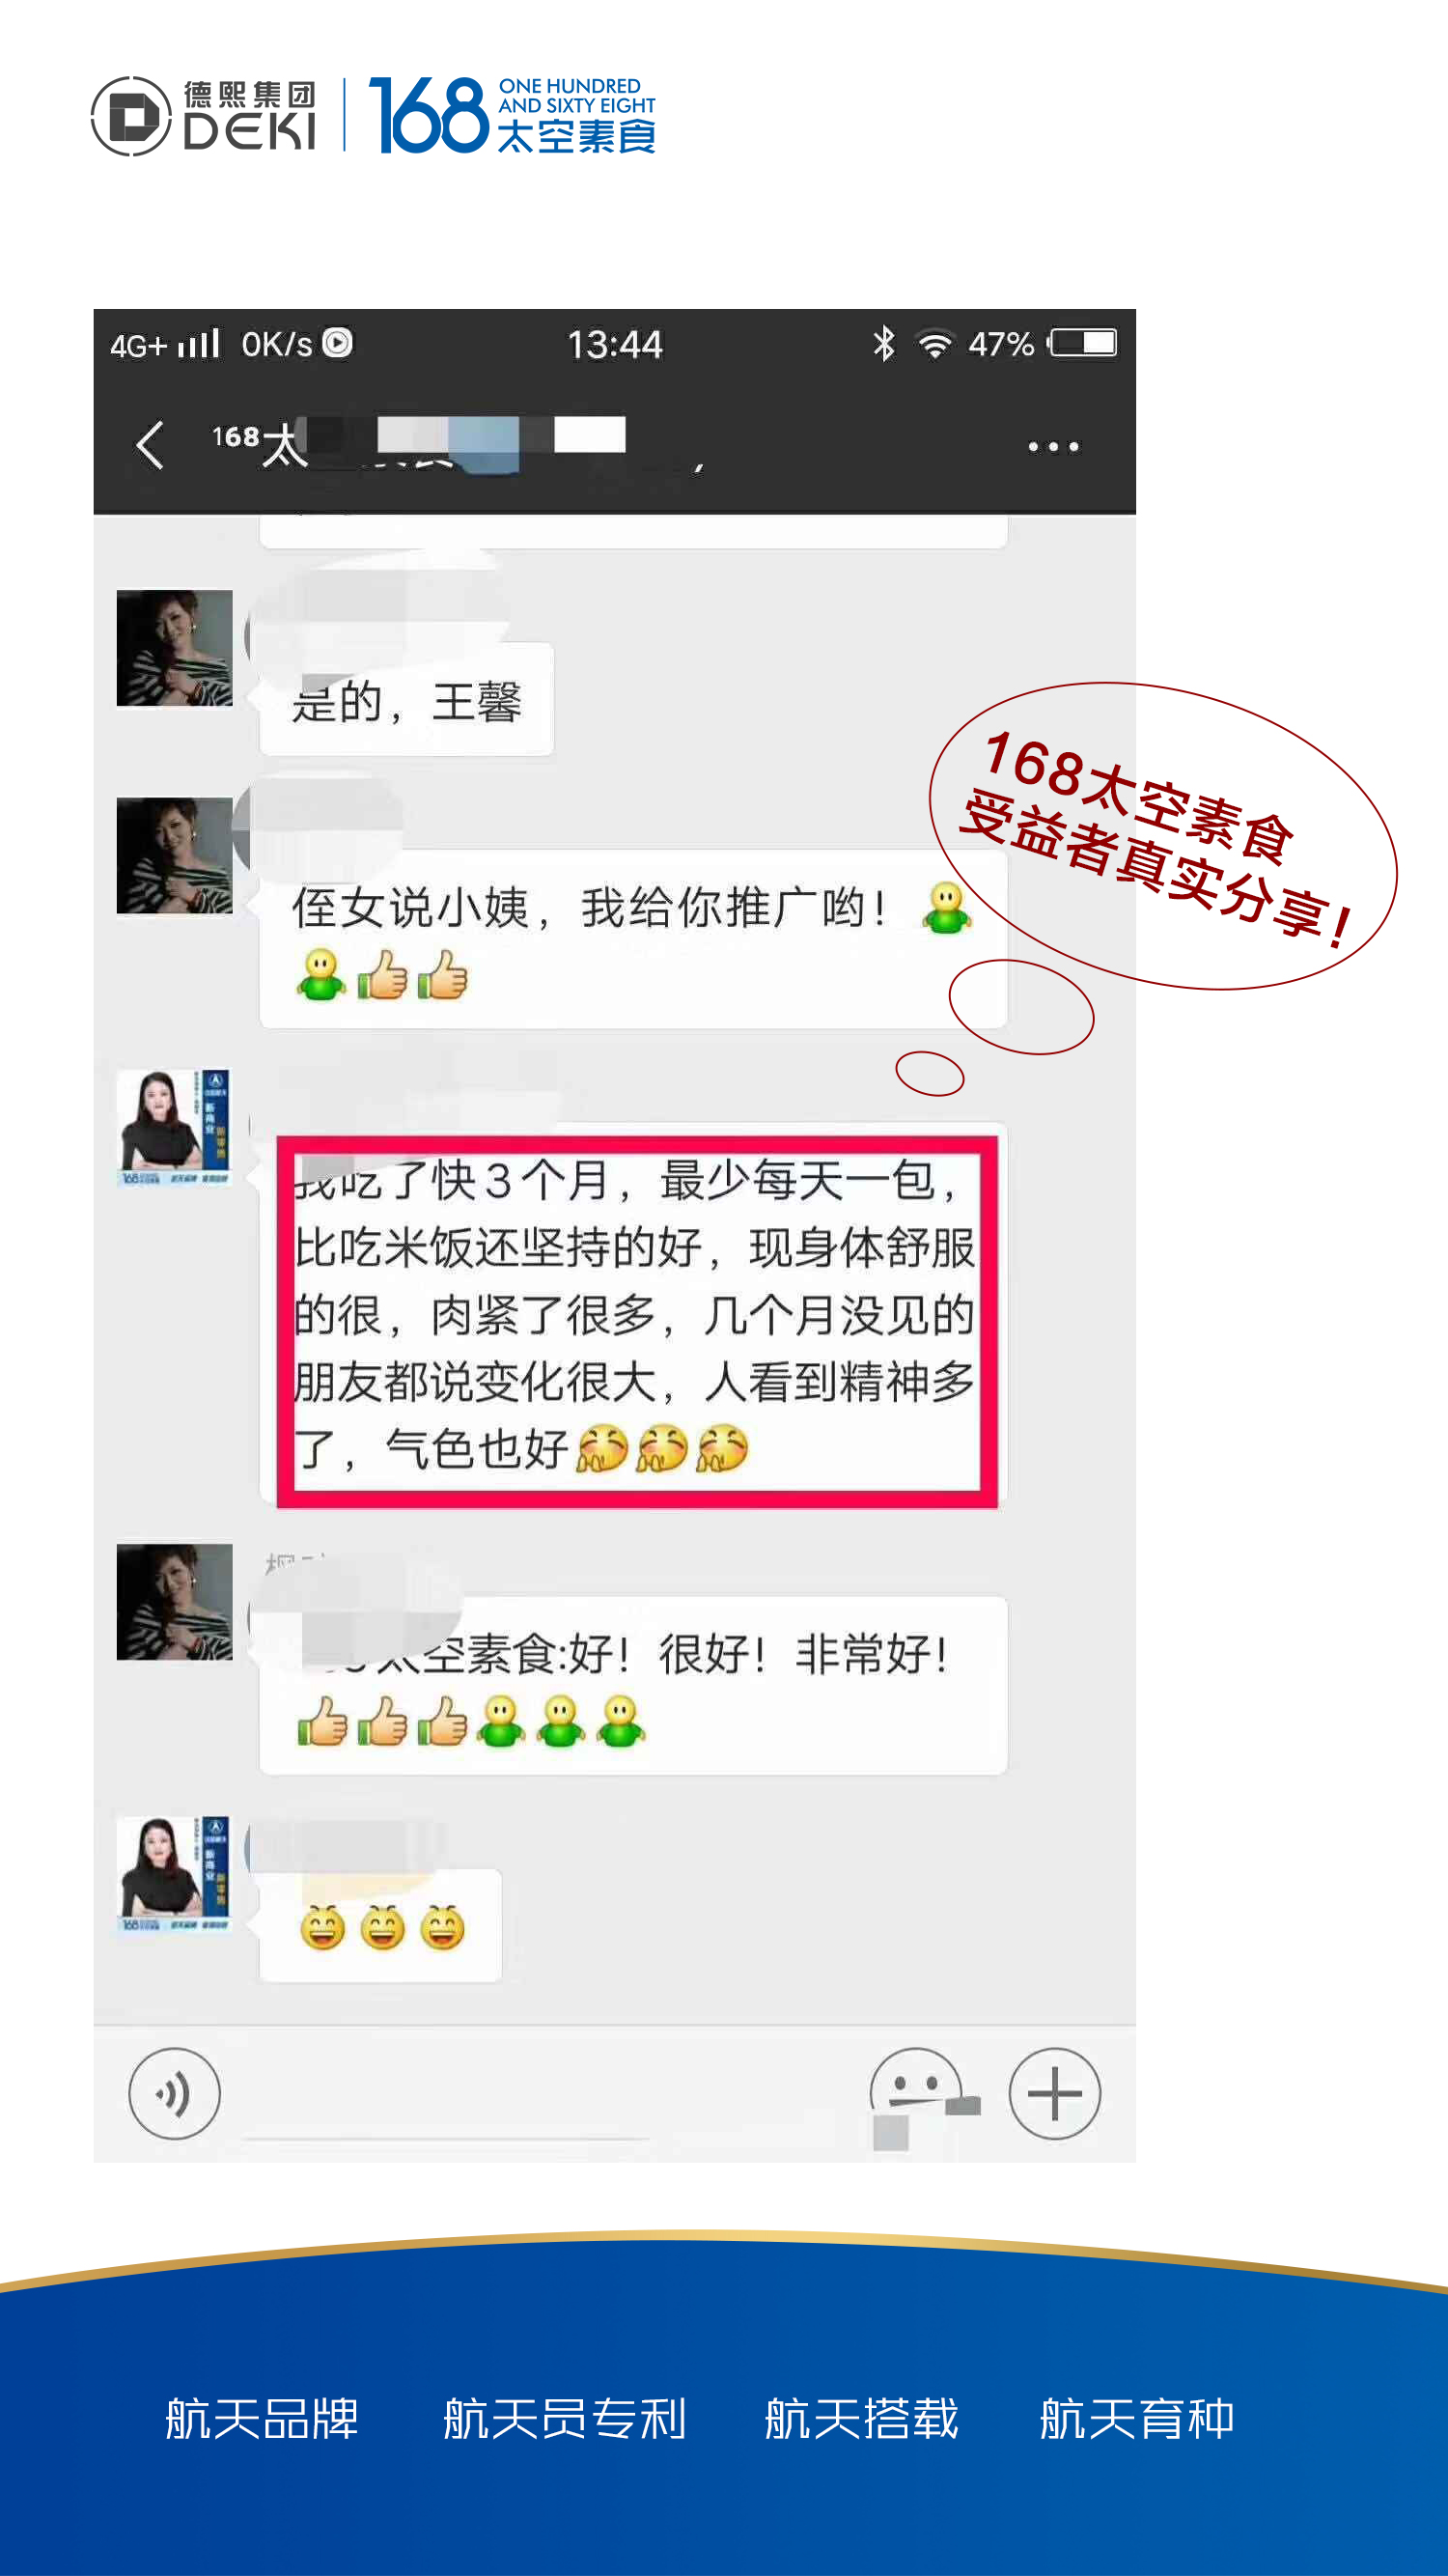 德熙集团
DEKI
168
ONE HUNDRED
AND SIXTY EIGHT
太空素食
4G+ 0K/s 13:44 47%
168太
是的，王馨
168太空素食
受益者真实分享！
侄女说小姨，我给你推广哟！
我吃了快3个月，最少每天一包，
比吃米饭还坚持的好，现身体舒服
的很，肉紧了很多，几个月没见的
朋友都说变化很大，人看到精神多
了，气色也好
太空素食:好！很好！非常好！
航天品牌 航天员专利 航天搭载 航天育种